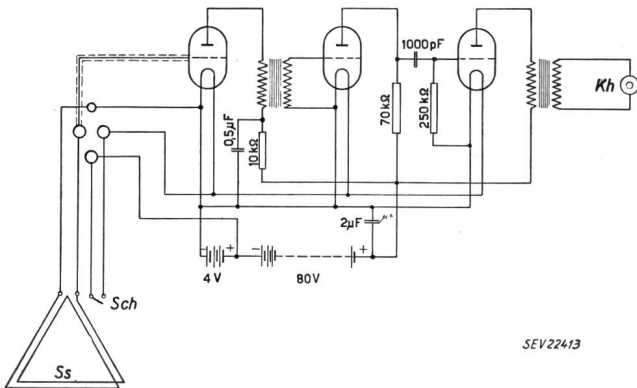 1000pF
Kh
0,5µF
10kΩ
70kΩ
250kΩ
2µF
- +
- +
4V
80V
Sch
Ss
SEV22413